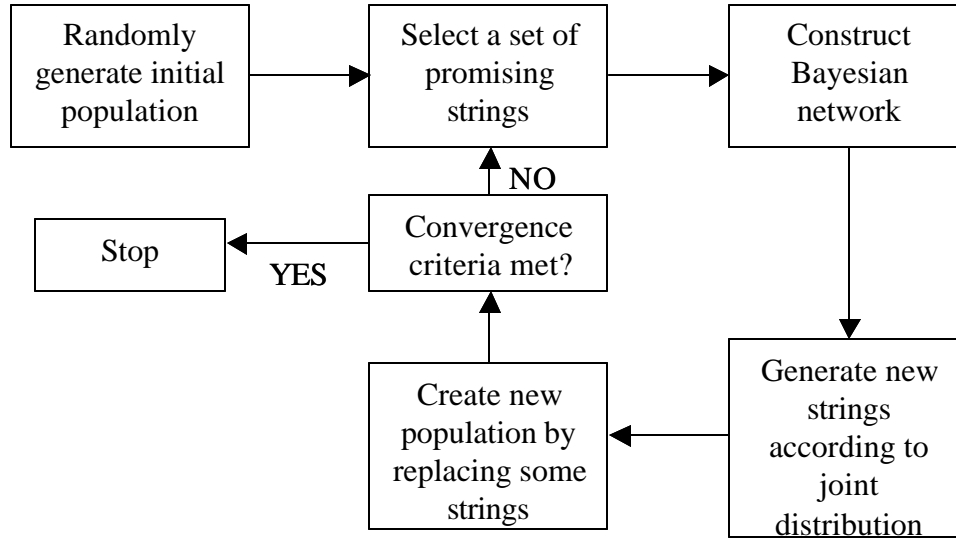 Randomly
generate initial
population
Select a set of
promising
strings
Construct
Bayesian
network
NO
Stop
YES
Convergence
criteria met?
Create new
population by
replacing some
strings
Generate new
strings
according to
joint
distribution